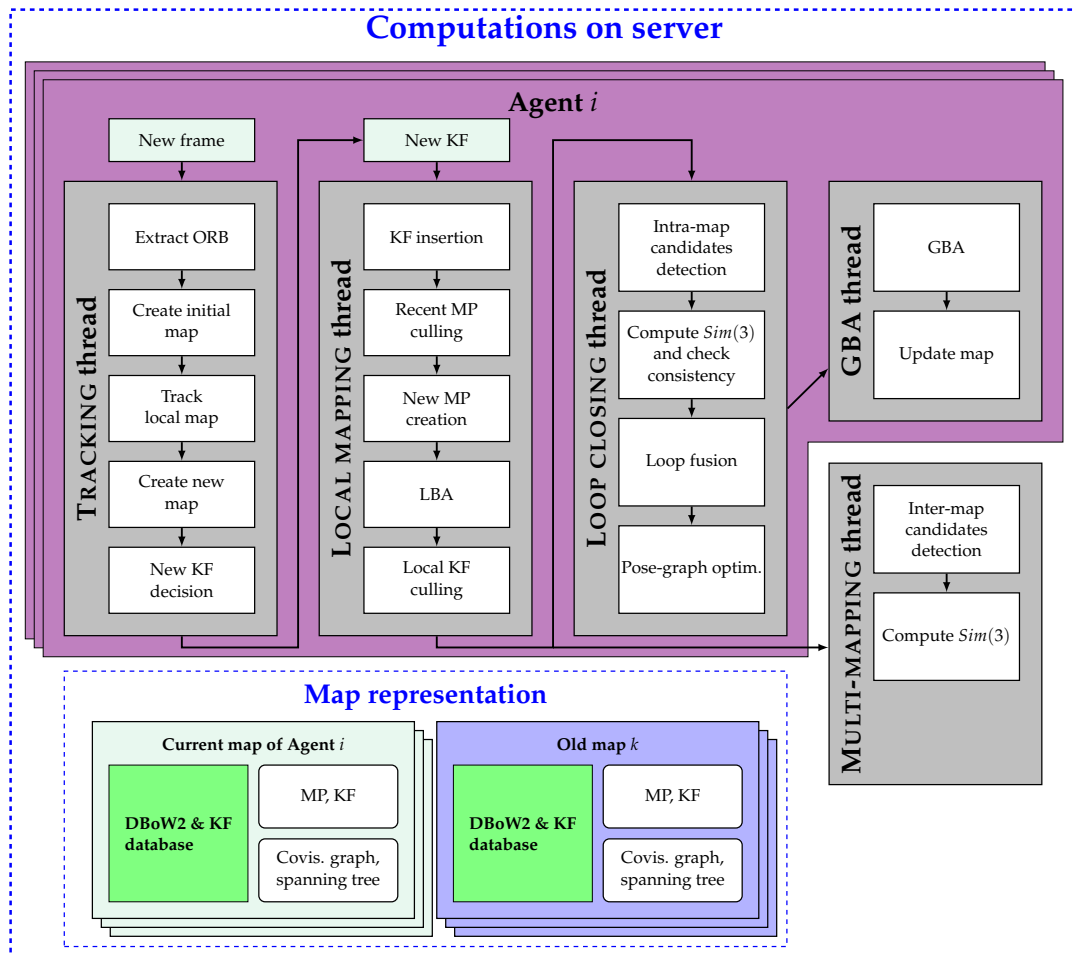 Computations on server
Agent i
New frame
New KF
TRACKING thread
Extract ORB
Create initial
map
Track
local map
Create new
map
New KF
decision
LOCAL MAPPING thread
KF insertion
Recent MP
culling
New MP
creation
LBA
Local KF
culling
LOOP CLOSING thread
Intra-map
candidates
detection
Compute Sim(3)
and check
consistency
Loop fusion
Pose-graph optim.
GBA thread
GBA
Update map
MULTI-MAPPING thread
Inter-map
candidates
detection
Compute Sim(3)
Map representation
Current map of Agent i
DBoW2 & KF
database
MP, KF
Covis. graph,
spanning tree
Old map k
DBoW2 & KF
database
MP, KF
Covis. graph,
spanning tree